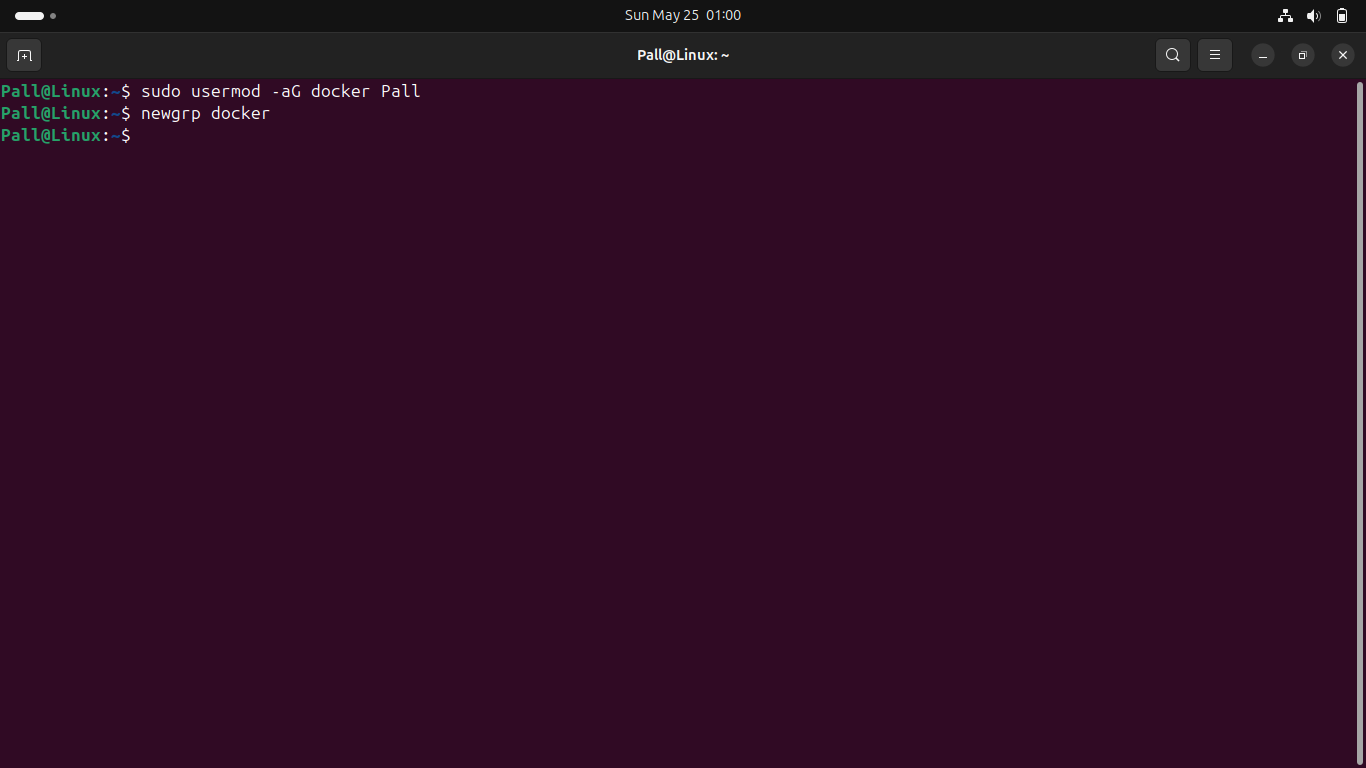 Sun May 25 01:00
Pall@Linux: ~
Pall@Linux:~$ sudo usermod -aG docker Pall
Pall@Linux:~$ newgrp docker
Pall@Linux:~$